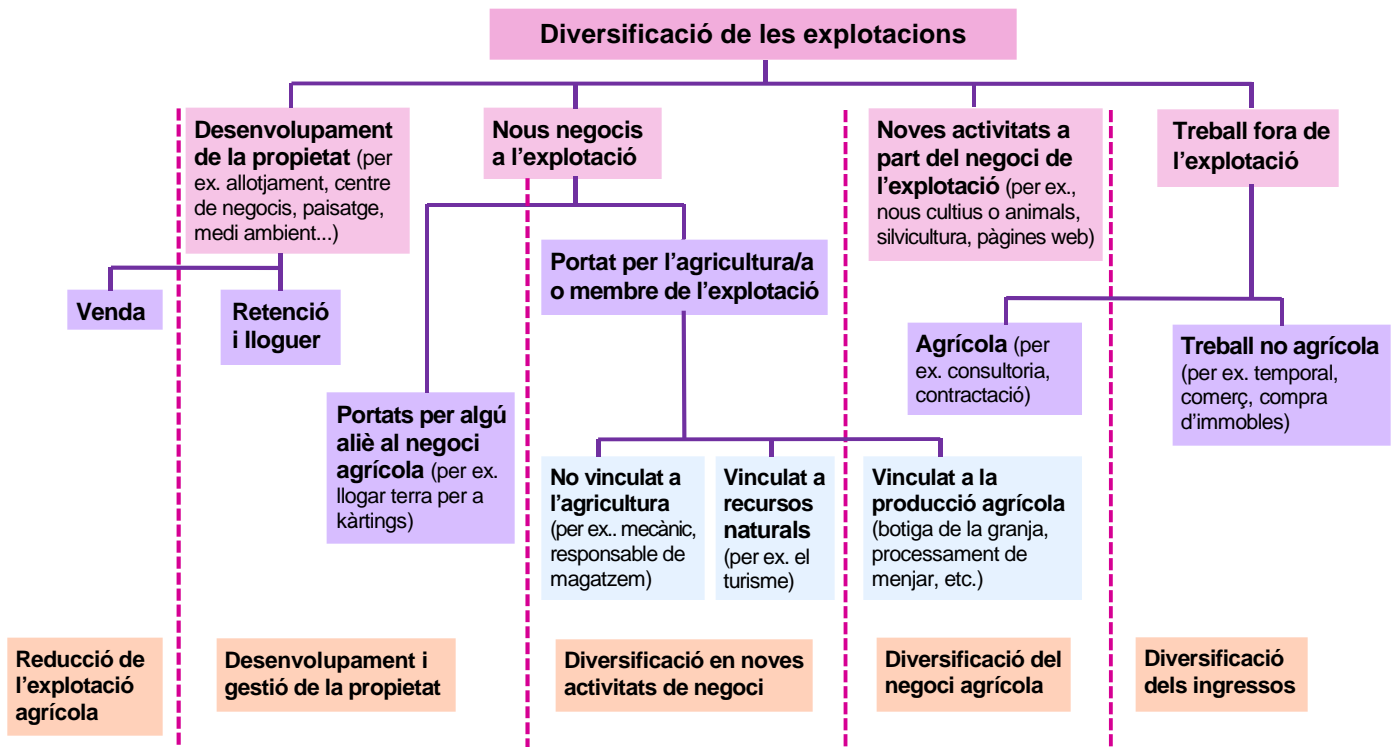 Diversificació de les explotacions
Desenvolupament
de la propietat (per
ex. allotjament, centre
de negocis, paisatge,
medi ambient...)
Nous negocis
a l’explotació
Noves activitats a
part del negoci de
l’explotació (per ex.,
nous cultius o animals,
silvicultura, pàgines web)
Treball fora de
l’explotació
Venda
Retenció
i lloguer
Portat per l’agricultura/a
o membre de l’explotació
Agrícola (per
ex. consultoria,
contractació)
Treball no agrícola
(per ex. temporal,
comerç, compra
d’immobles)
Portats per algú
aliè al negoci
agrícola (per ex.
llogar terra per a
kàrtings)
No vinculat a
l’agricultura
(per ex.. mecànic,
responsable de
magatzem)
Vinculat a
recursos
naturals
(per ex. el
turisme)
Vinculat a la
producció agrícola
(botiga de la granja,
processament de
menjar, etc.)
Reducció de
l’explotació
agrícola
Desenvolupament i
gestió de la propietat
Diversificació en noves
activitats de negoci
Diversificació del
negoci agrícola
Diversificació
dels ingressos